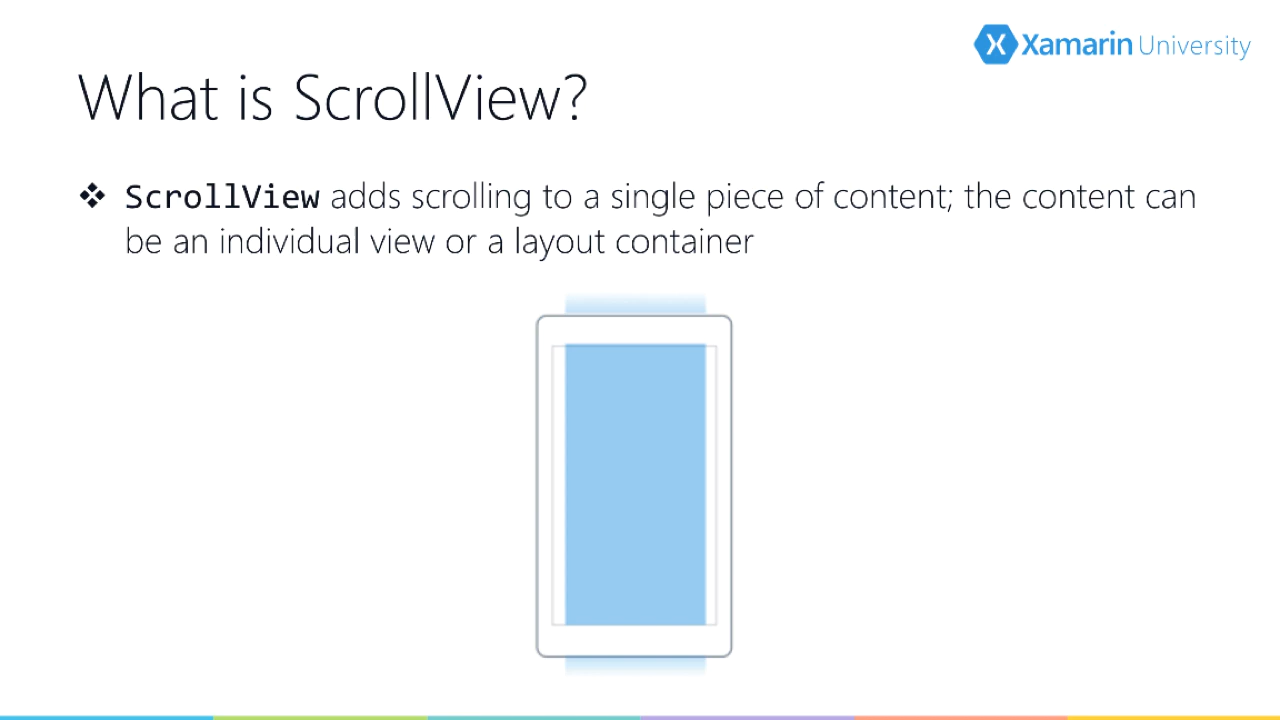 Xamarin University
What is ScrollView?
❖ ScrollView adds scrolling to a single piece of content; the content can
be an individual view or a layout container